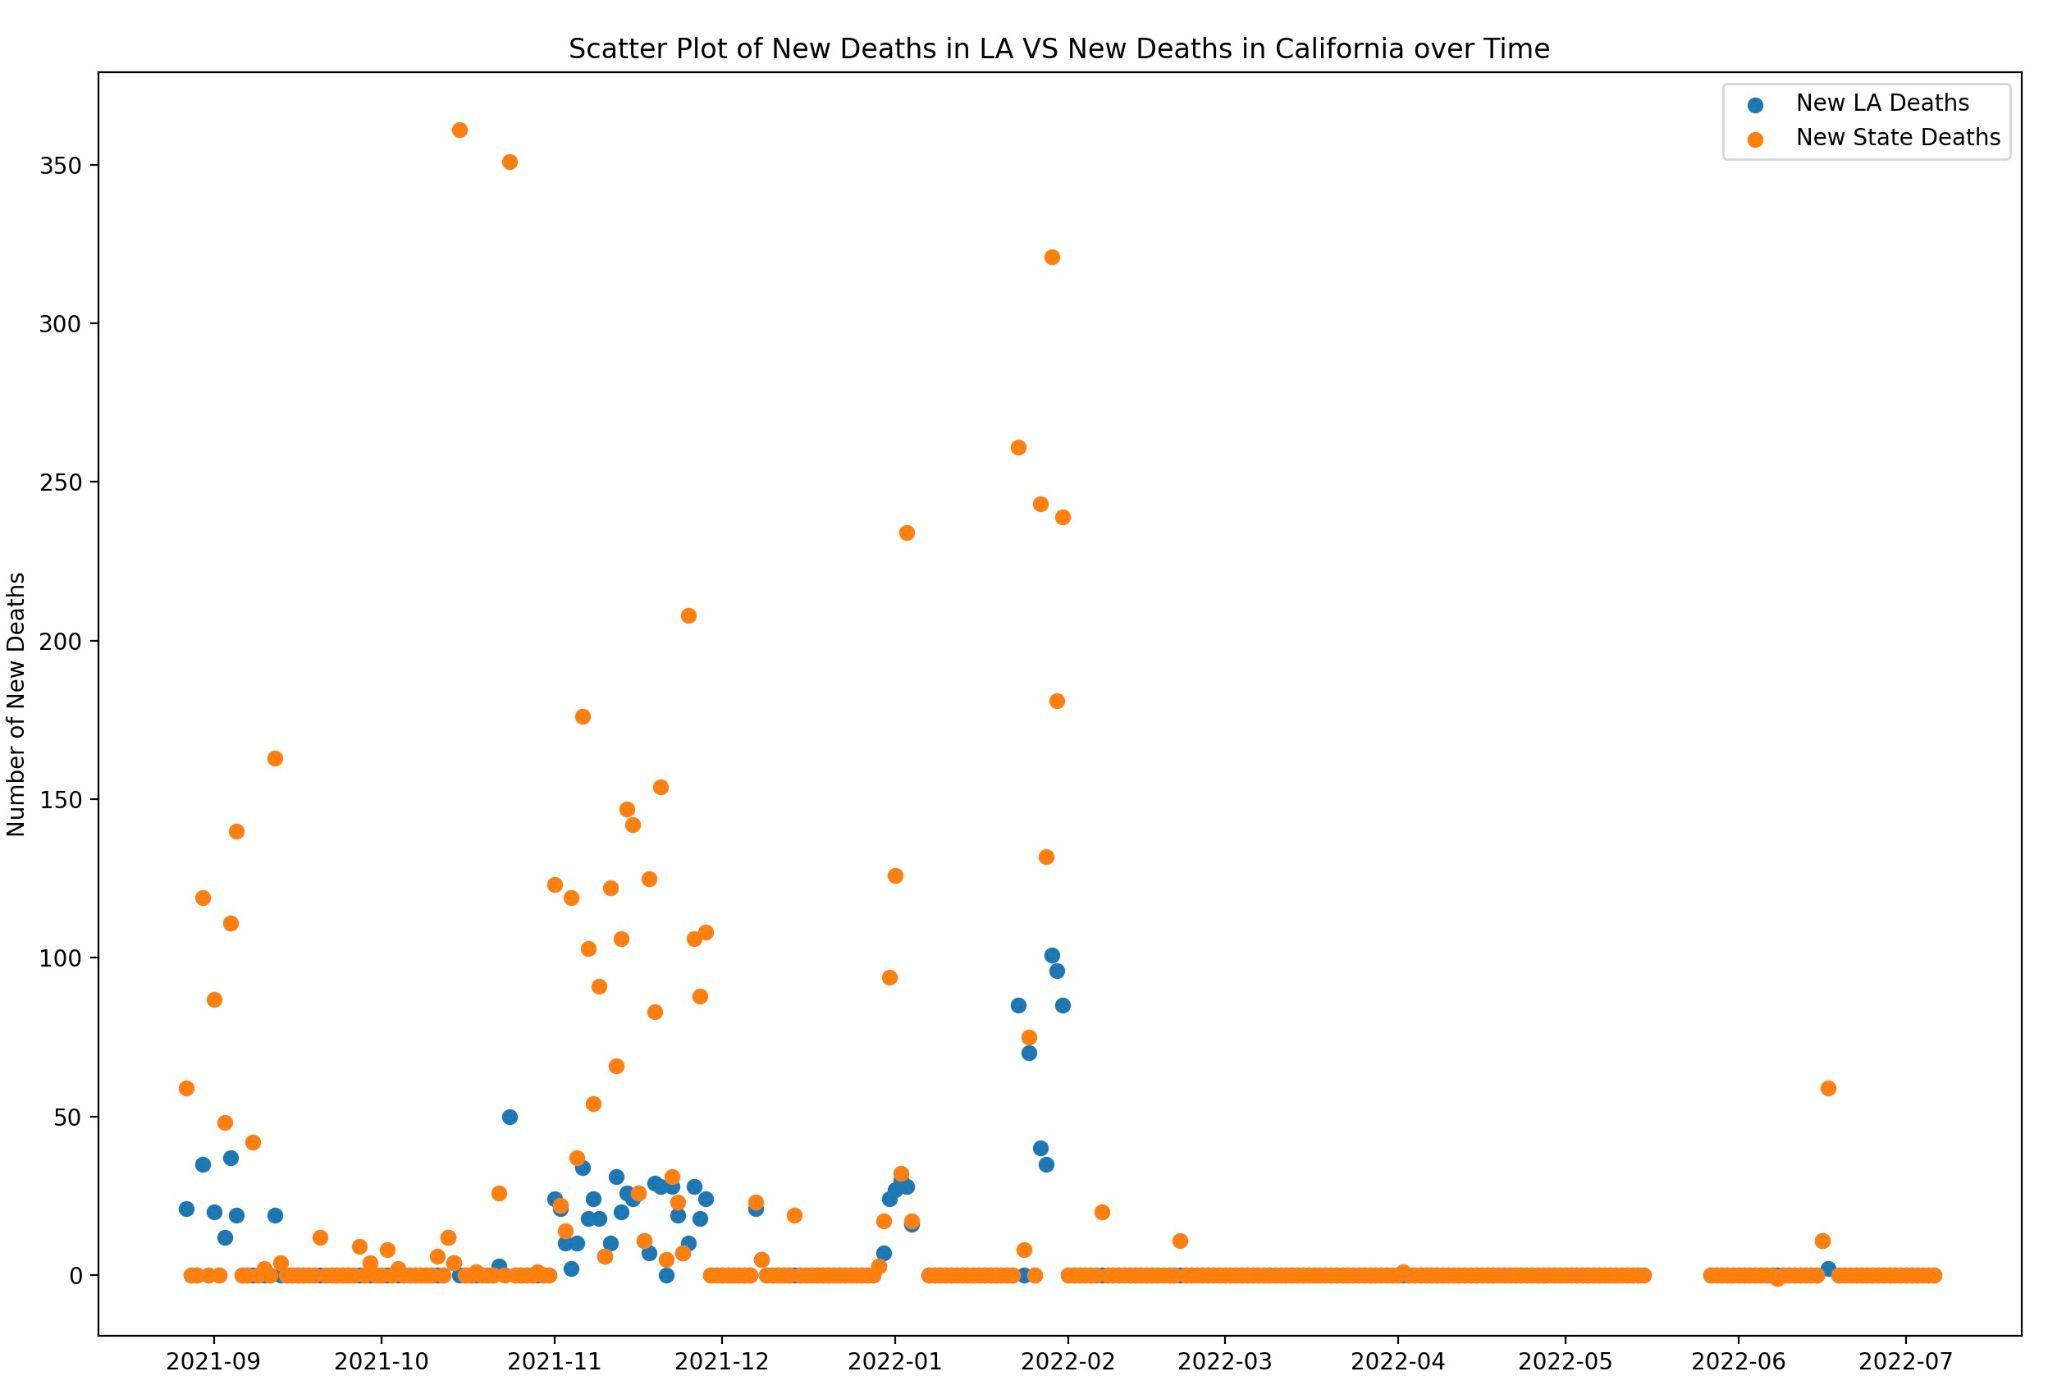 Scatter Plot of New Deaths in LA VS New Deaths in California over Time
New LA Deaths
New State Deaths
Number of New Deaths
350
300
250
200
150
100
50
0
2021-09 2021-10 2021-11 2021-12 2022-01 2022-02 2022-03 2022-04 2022-05 2022-06 2022-07